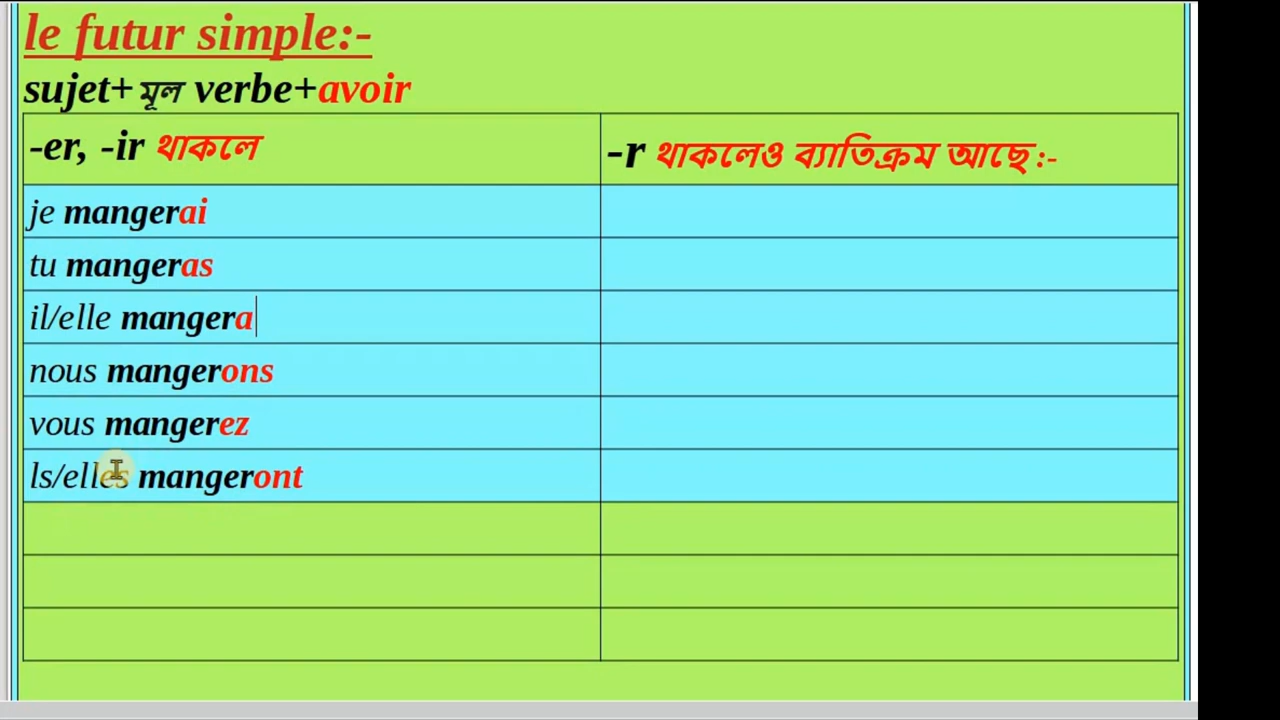 le futur simple:-
sujet+ মূল verbe+avoir
-er, -ir থাকলে
-r থাকলেও ব্যাতিক্রম আছে:-
je mangerai
tu mangeras
il/elle mangera
nous mangerons
vous mangerez
ls/elles mangeront